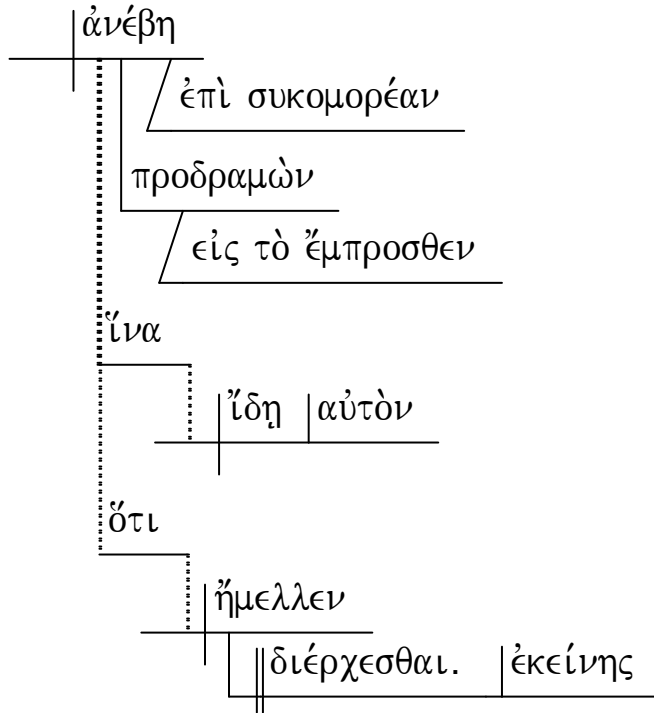 ἀνέβη
ἐπὶ συκομορέαν
προδραμὼν
εἰς τὸ ἔμπροσθεν
ἵνα
ἴδῃ αὐτὸν
ὅτι
ἤμελλεν
διέρχεσθαι. ἐκείνης